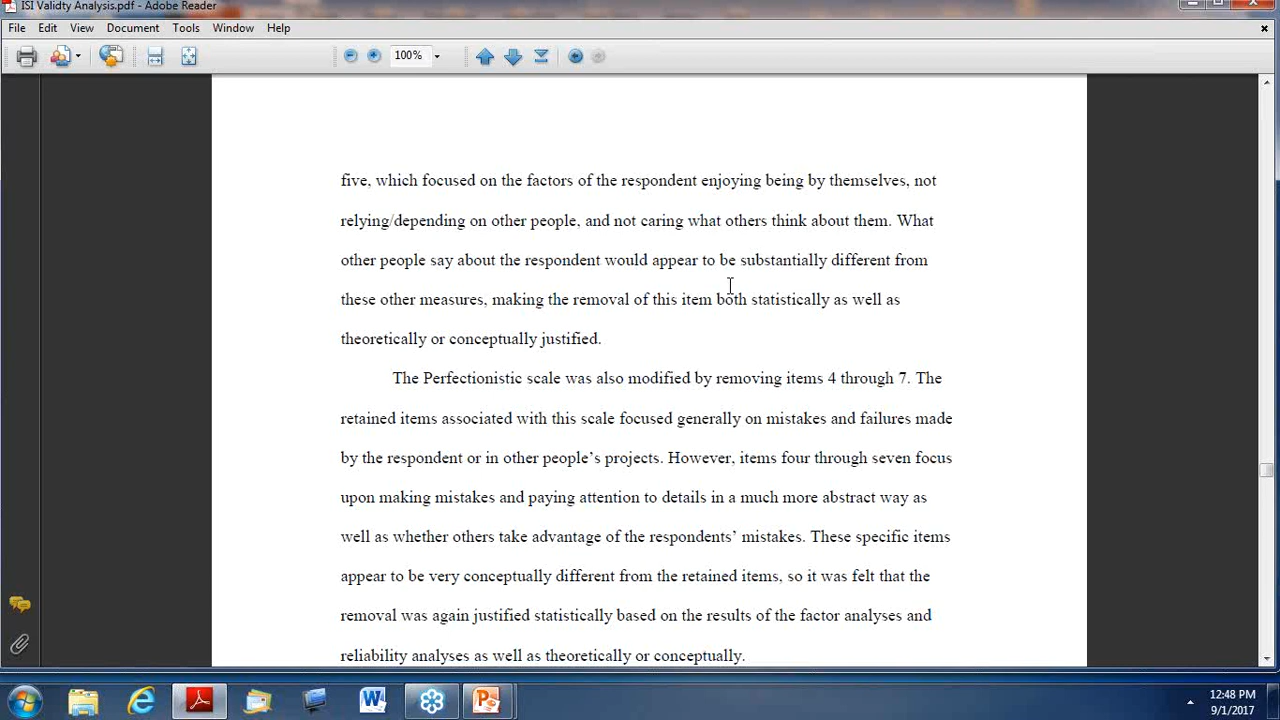 ISI Validty Analysis.pdf - Adobe Reader
File Edit View Document Tools Window Help
100%
five, which focused on the factors of the respondent enjoying being by themselves, not
relying/depending on other people, and not caring what others think about them. What
other people say about the respondent would appear to be substantially different from
these other measures, making the removal of this item both statistically as well as
theoretically or conceptually justified.
The Perfectionistic scale was also modified by removing items 4 through 7. The
retained items associated with this scale focused generally on mistakes and failures made
by the respondent or in other people’s projects. However, items four through seven focus
upon making mistakes and paying attention to details in a much more abstract way as
well as whether others take advantage of the respondents’ mistakes. These specific items
appear to be very conceptually different from the retained items, so it was felt that the
removal was again justified statistically based on the results of the factor analyses and
reliability analyses as well as theoretically or conceptually.
12:48 PM
9/1/2017